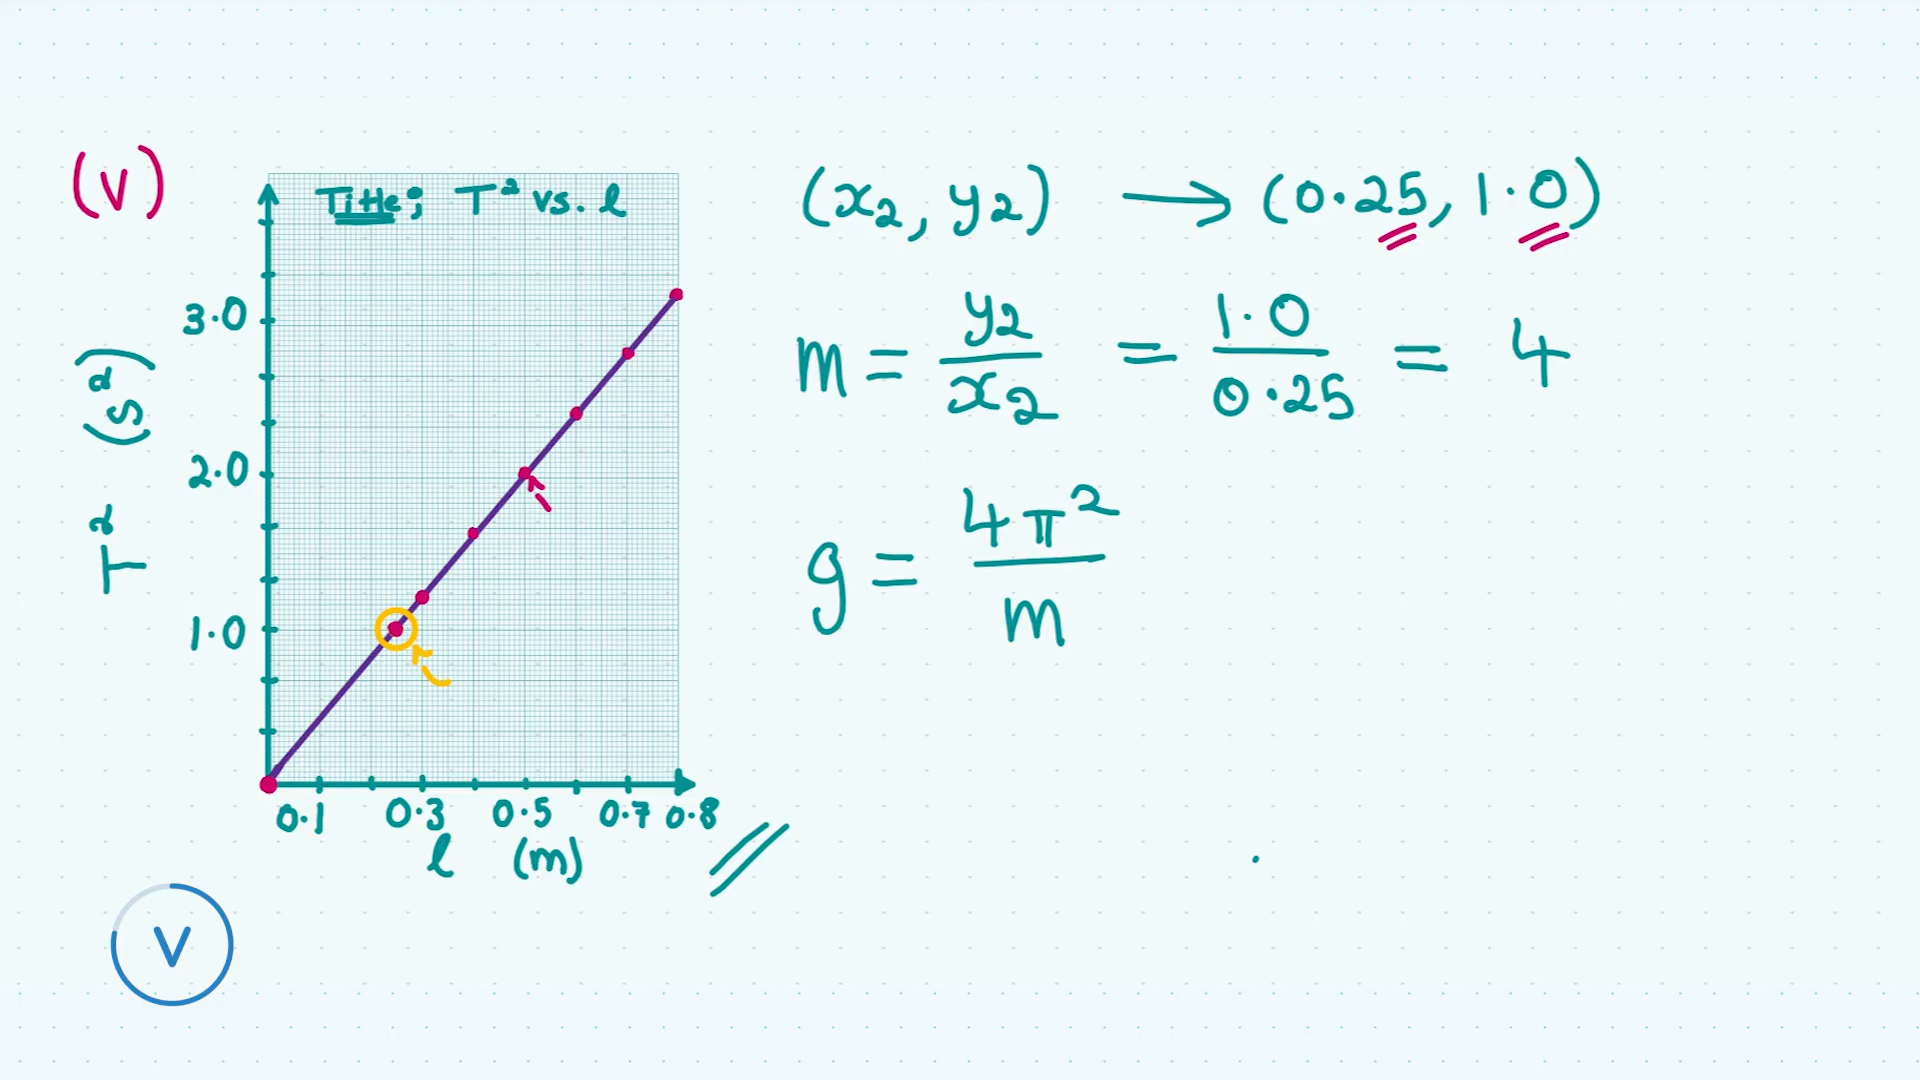 (V)
Title; T² vs. l
3.0
2.0
1.0
T² (s²)
0.1 0.3 0.5 0.7 0.8
l (m)
(x₂, y₂) → (0.25, 1.0)
m = y₂/x₂ = 1.0/0.25 = 4
g = 4π²/m
V